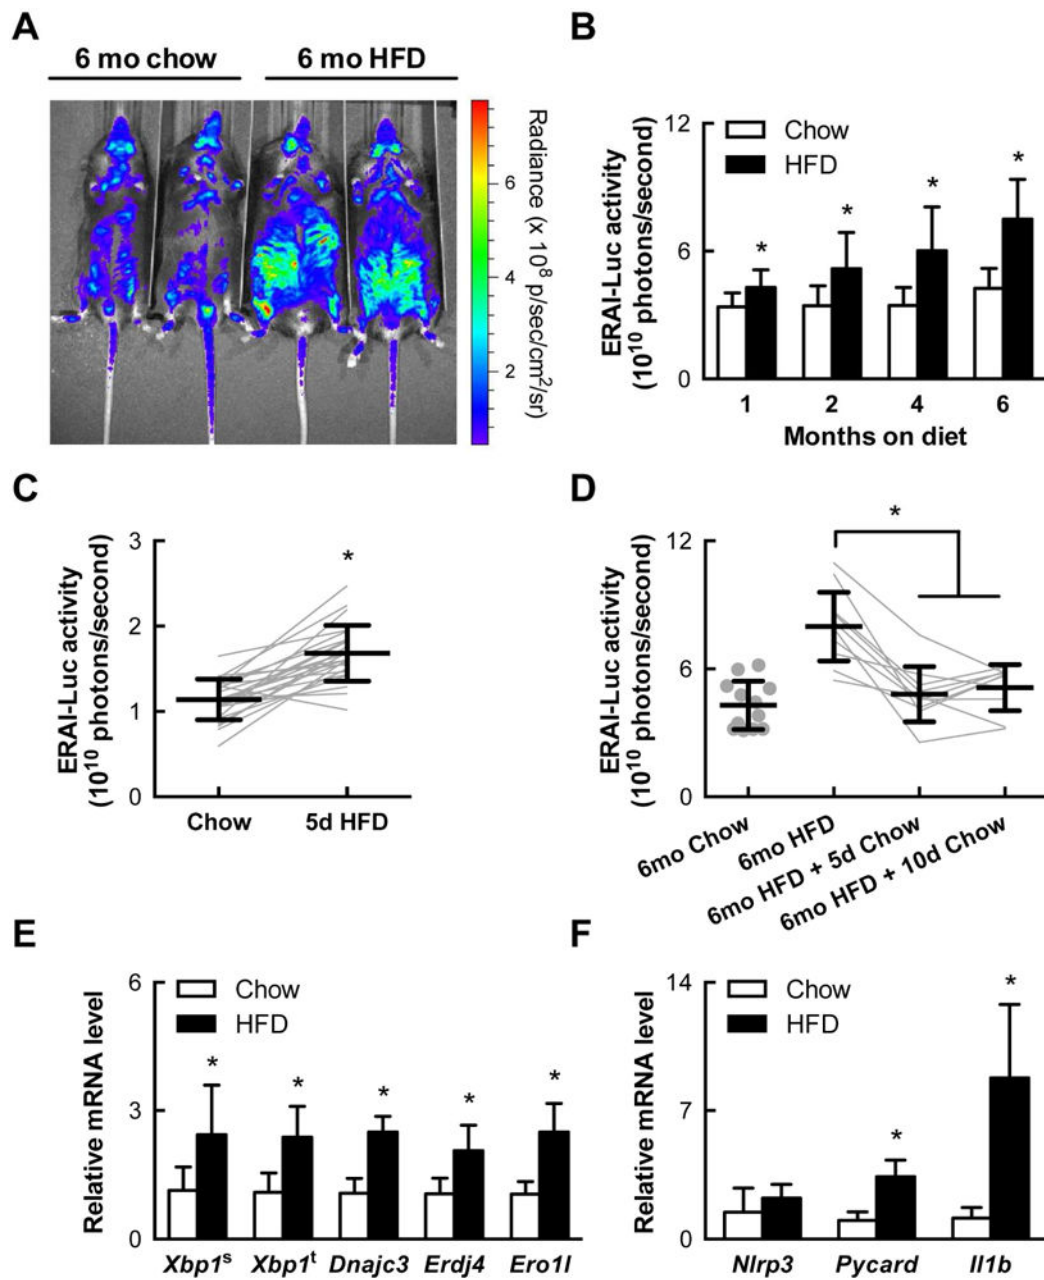 A
6 mo chow
6 mo HFD
6
4
2
Radiance (x 10⁸ p/sec/cm²/sr)
B
ERAI-Luc activity
(10¹⁰ photons/second)
12
6
0
Chow
HFD
*
*
*
*
1
2
4
6
Months on diet
C
ERAI-Luc activity
(10¹⁰ photons/second)
3
2
1
0
*
Chow
5d HFD
D
ERAI-Luc activity
(10¹⁰ photons/second)
12
6
0
*
6mo Chow
6mo HFD
6mo HFD + 5d Chow
6mo HFD + 10d Chow
E
Relative mRNA level
6
3
0
Chow
HFD
*
*
*
*
*
Xbp1ˢ
Xbp1ᵗ
Dnajc3
Erdj4
Ero1l
F
Relative mRNA level
14
7
0
Chow
HFD
*
*
Nlrp3
Pycard
Il1b